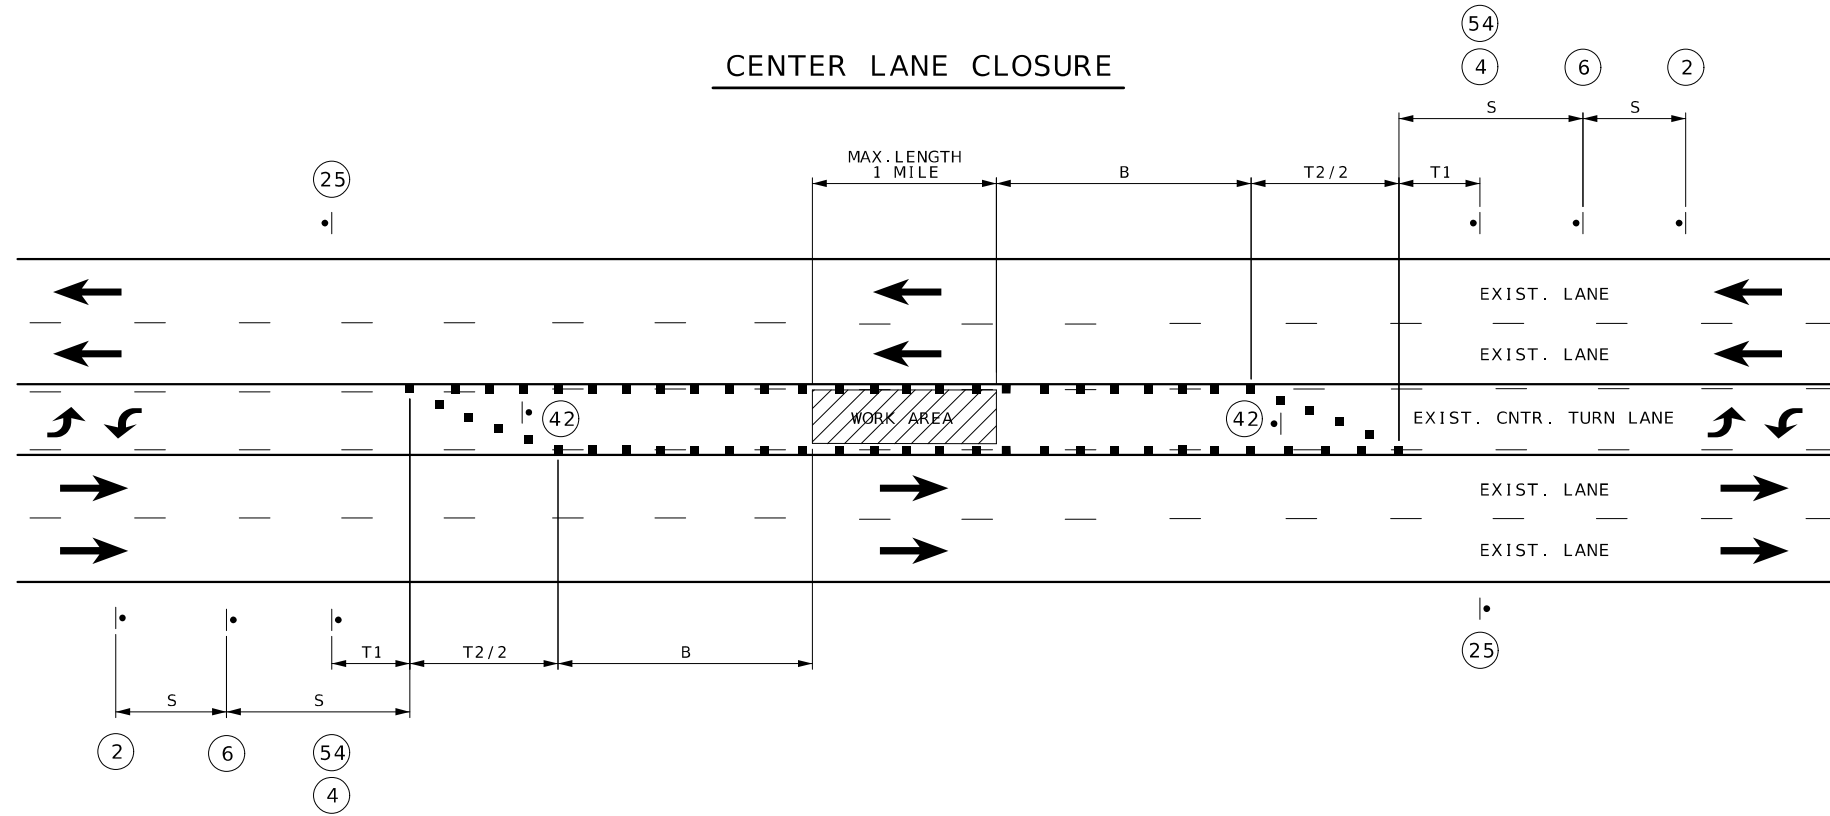 54
CENTER LANE CLOSURE
4 6 2
S S
MAX.LENGTH
1 MILE
B T2/2 T1
25
EXIST. LANE
EXIST. LANE
42 WORK AREA 42 EXIST. CNTR. TURN LANE
EXIST. LANE
EXIST. LANE
T1 T2/2 B
25
S S
2 6 54
4